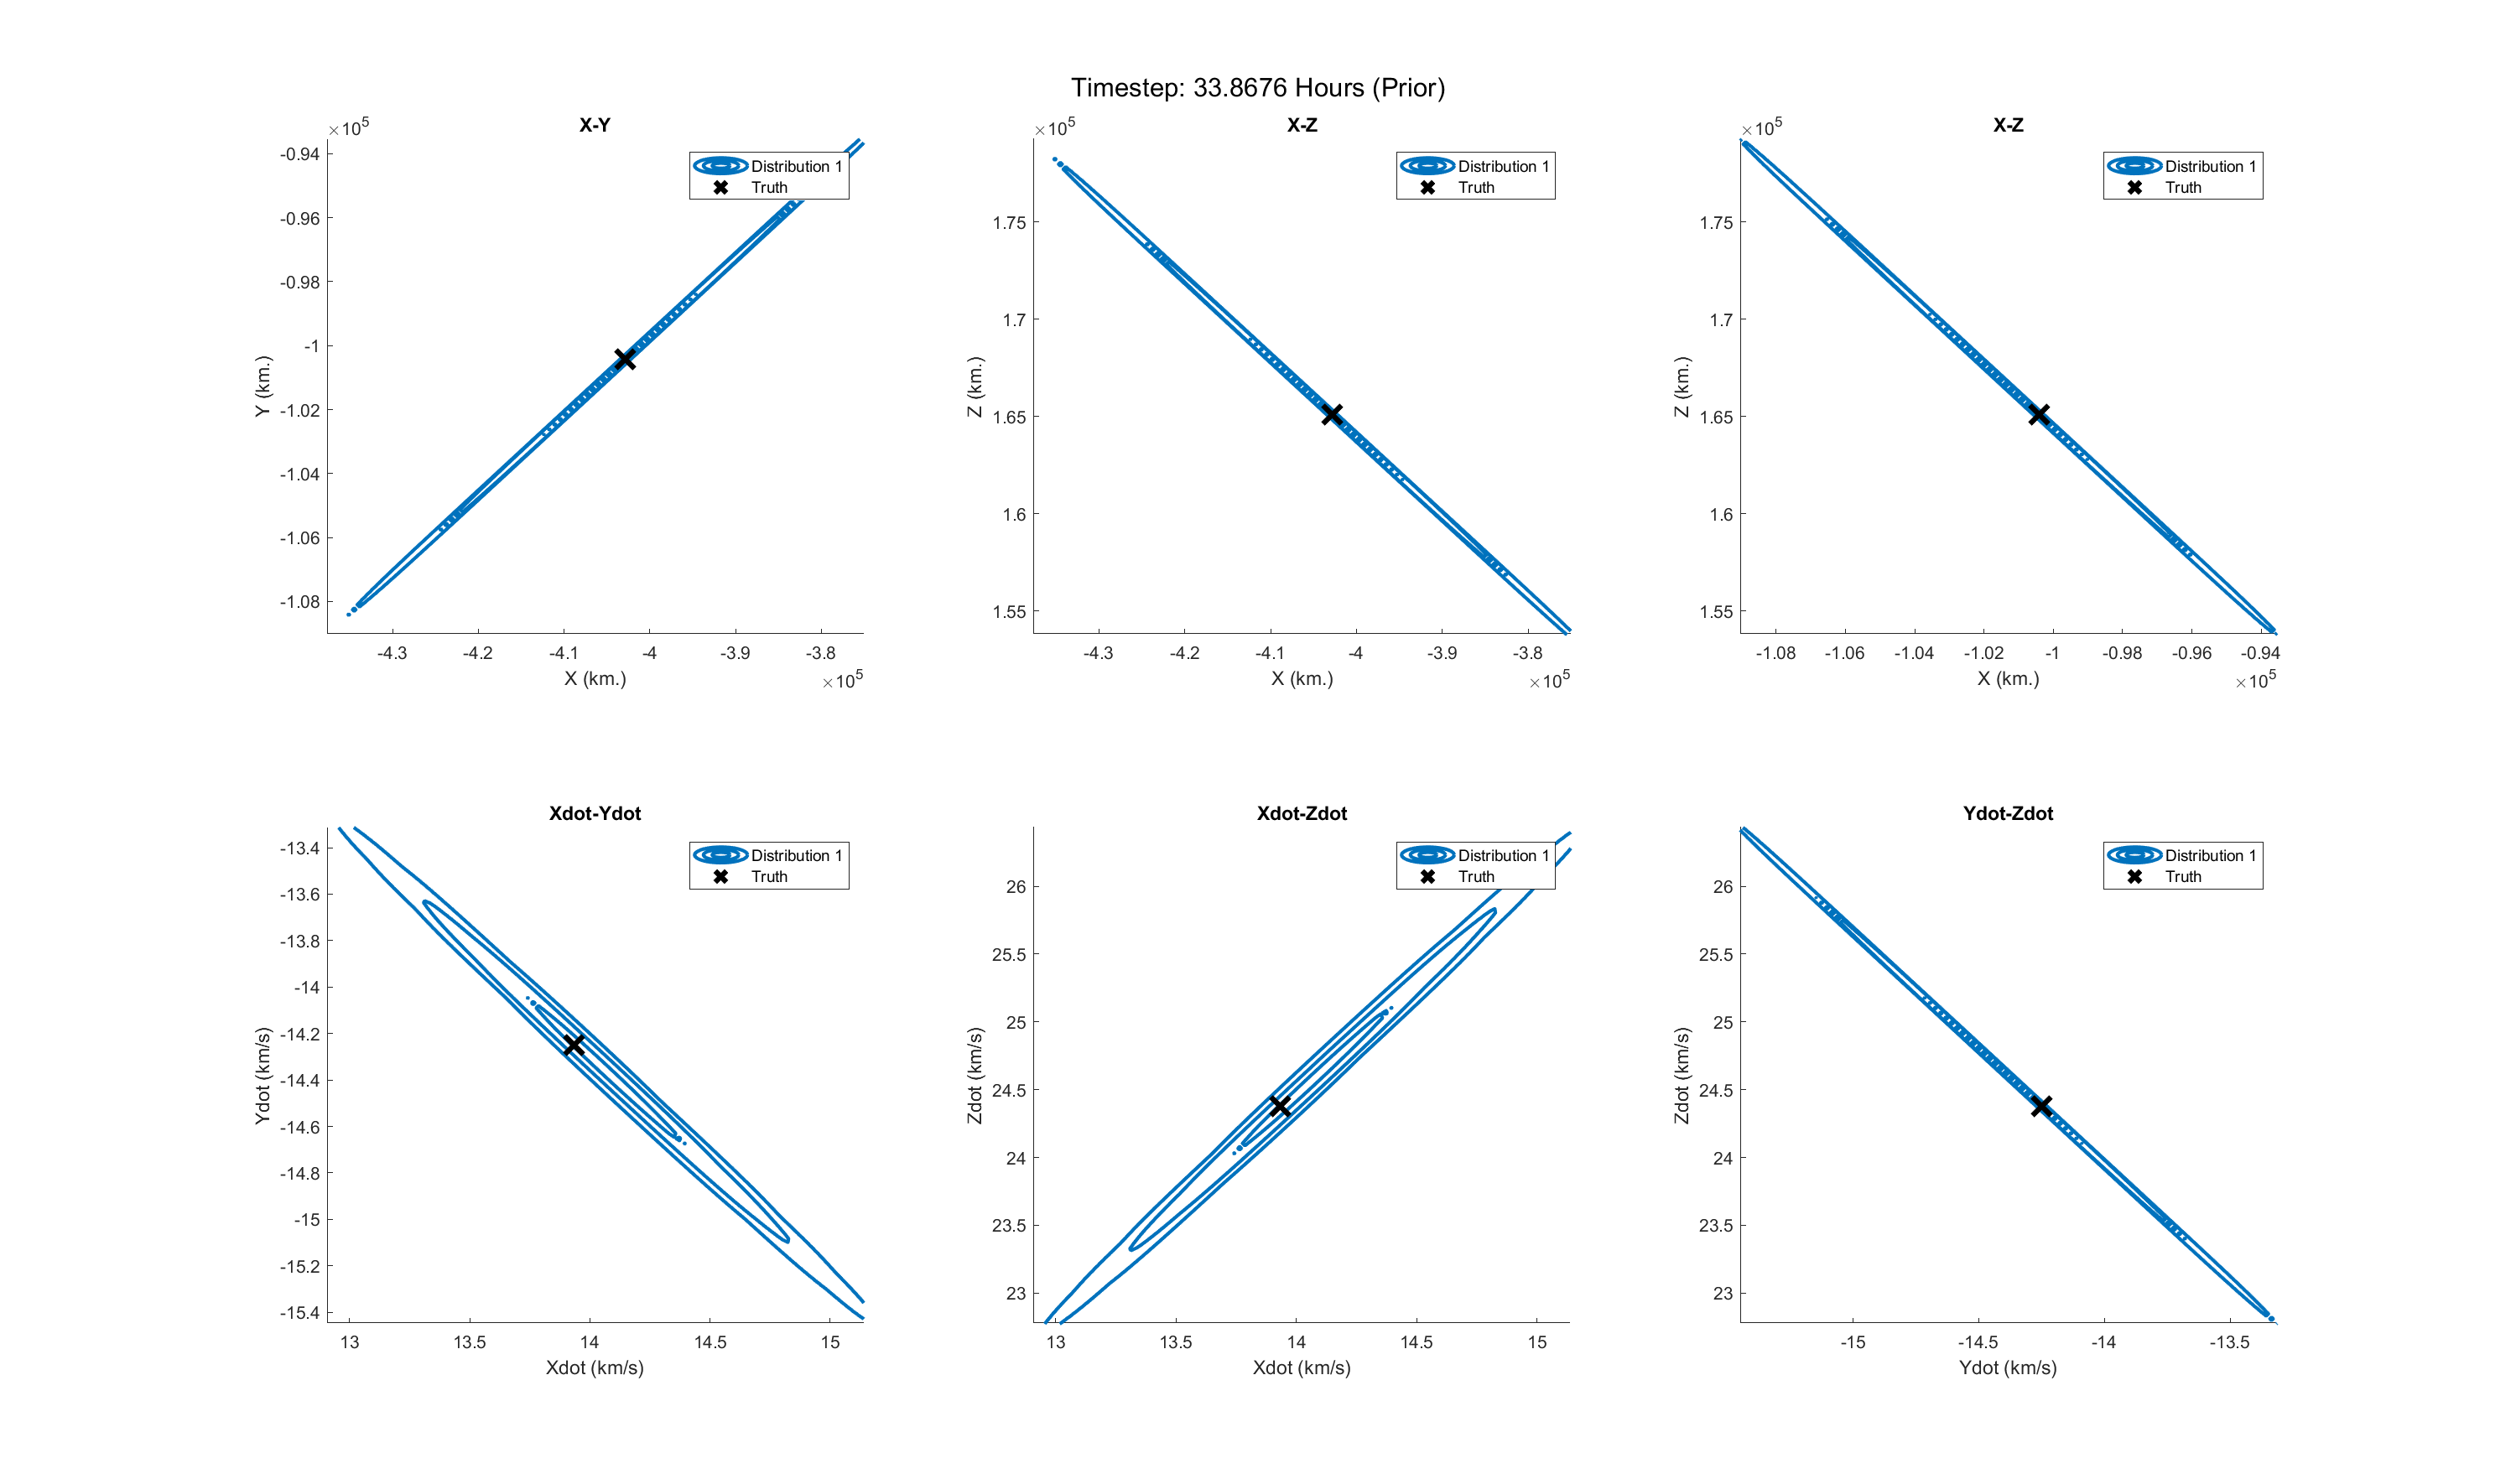 Timestep: 33.8676 Hours (Prior)
X-Y
×10^5
-0.94
-0.96
-0.98
-1
-1.02
-1.04
-1.06
-1.08
Y (km.)
-4.3 -4.2 -4.1 -4 -3.9 -3.8
X (km.)
×10^5
Distribution 1
Truth
X-Z
×10^5
1.75
1.7
1.65
1.6
1.55
Z (km.)
-4.3 -4.2 -4.1 -4 -3.9 -3.8
X (km.)
×10^5
Distribution 1
Truth
X-Z
×10^5
1.75
1.7
1.65
1.6
1.55
Z (km.)
-1.08 -1.06 -1.04 -1.02 -1 -0.98 -0.96 -0.94
X (km.)
×10^5
Distribution 1
Truth
Xdot-Ydot
-13.4
-13.6
-13.8
-14
-14.2
-14.4
-14.6
-14.8
-15
-15.2
-15.4
Ydot (km/s)
13 13.5 14 14.5 15
Xdot (km/s)
Distribution 1
Truth
Xdot-Zdot
26
25.5
25
24.5
24
23.5
23
Zdot (km/s)
13 13.5 14 14.5 15
Xdot (km/s)
Distribution 1
Truth
Ydot-Zdot
26
25.5
25
24.5
24
23.5
23
Zdot (km/s)
-15 -14.5 -14 -13.5
Ydot (km/s)
Distribution 1
Truth